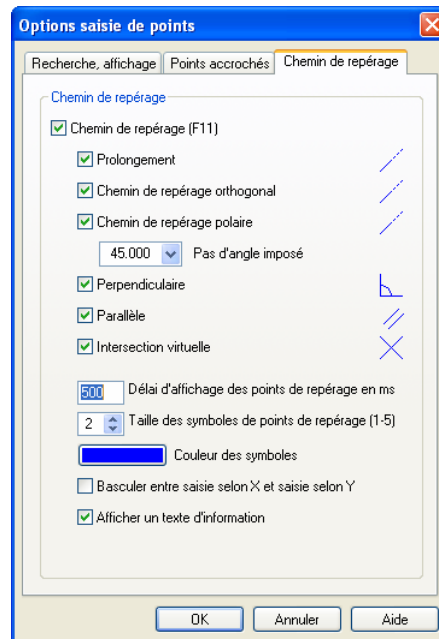 Options saisie de points
Recherche, affichage Points accrochés Chemin de repérage
Chemin de repérage
Chemin de repérage (F11)
Prolongement
Chemin de repérage orthogonal
Chemin de repérage polaire
45.000 Pas d'angle imposé
Perpendiculaire
Parallèle
Intersection virtuelle
500 Délai d'affichage des points de repérage en ms
2 Taille des symboles de points de repérage (1-5)
Couleur des symboles
Basculer entre saisie selon X et saisie selon Y
Afficher un texte d'information
OK Annuler Aide